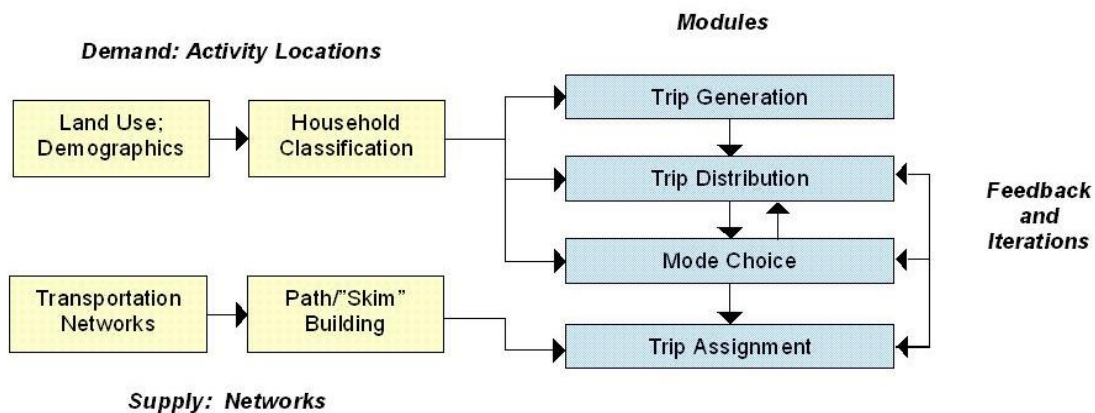 Modules
Demand: Activity Locations
Trip Generation
Land Use;
Demographics
Household
Classification
Trip Distribution
Feedback
and
Iterations
Mode Choice
Transportation
Networks
Path/"Skim"
Building
Trip Assignment
Supply: Networks